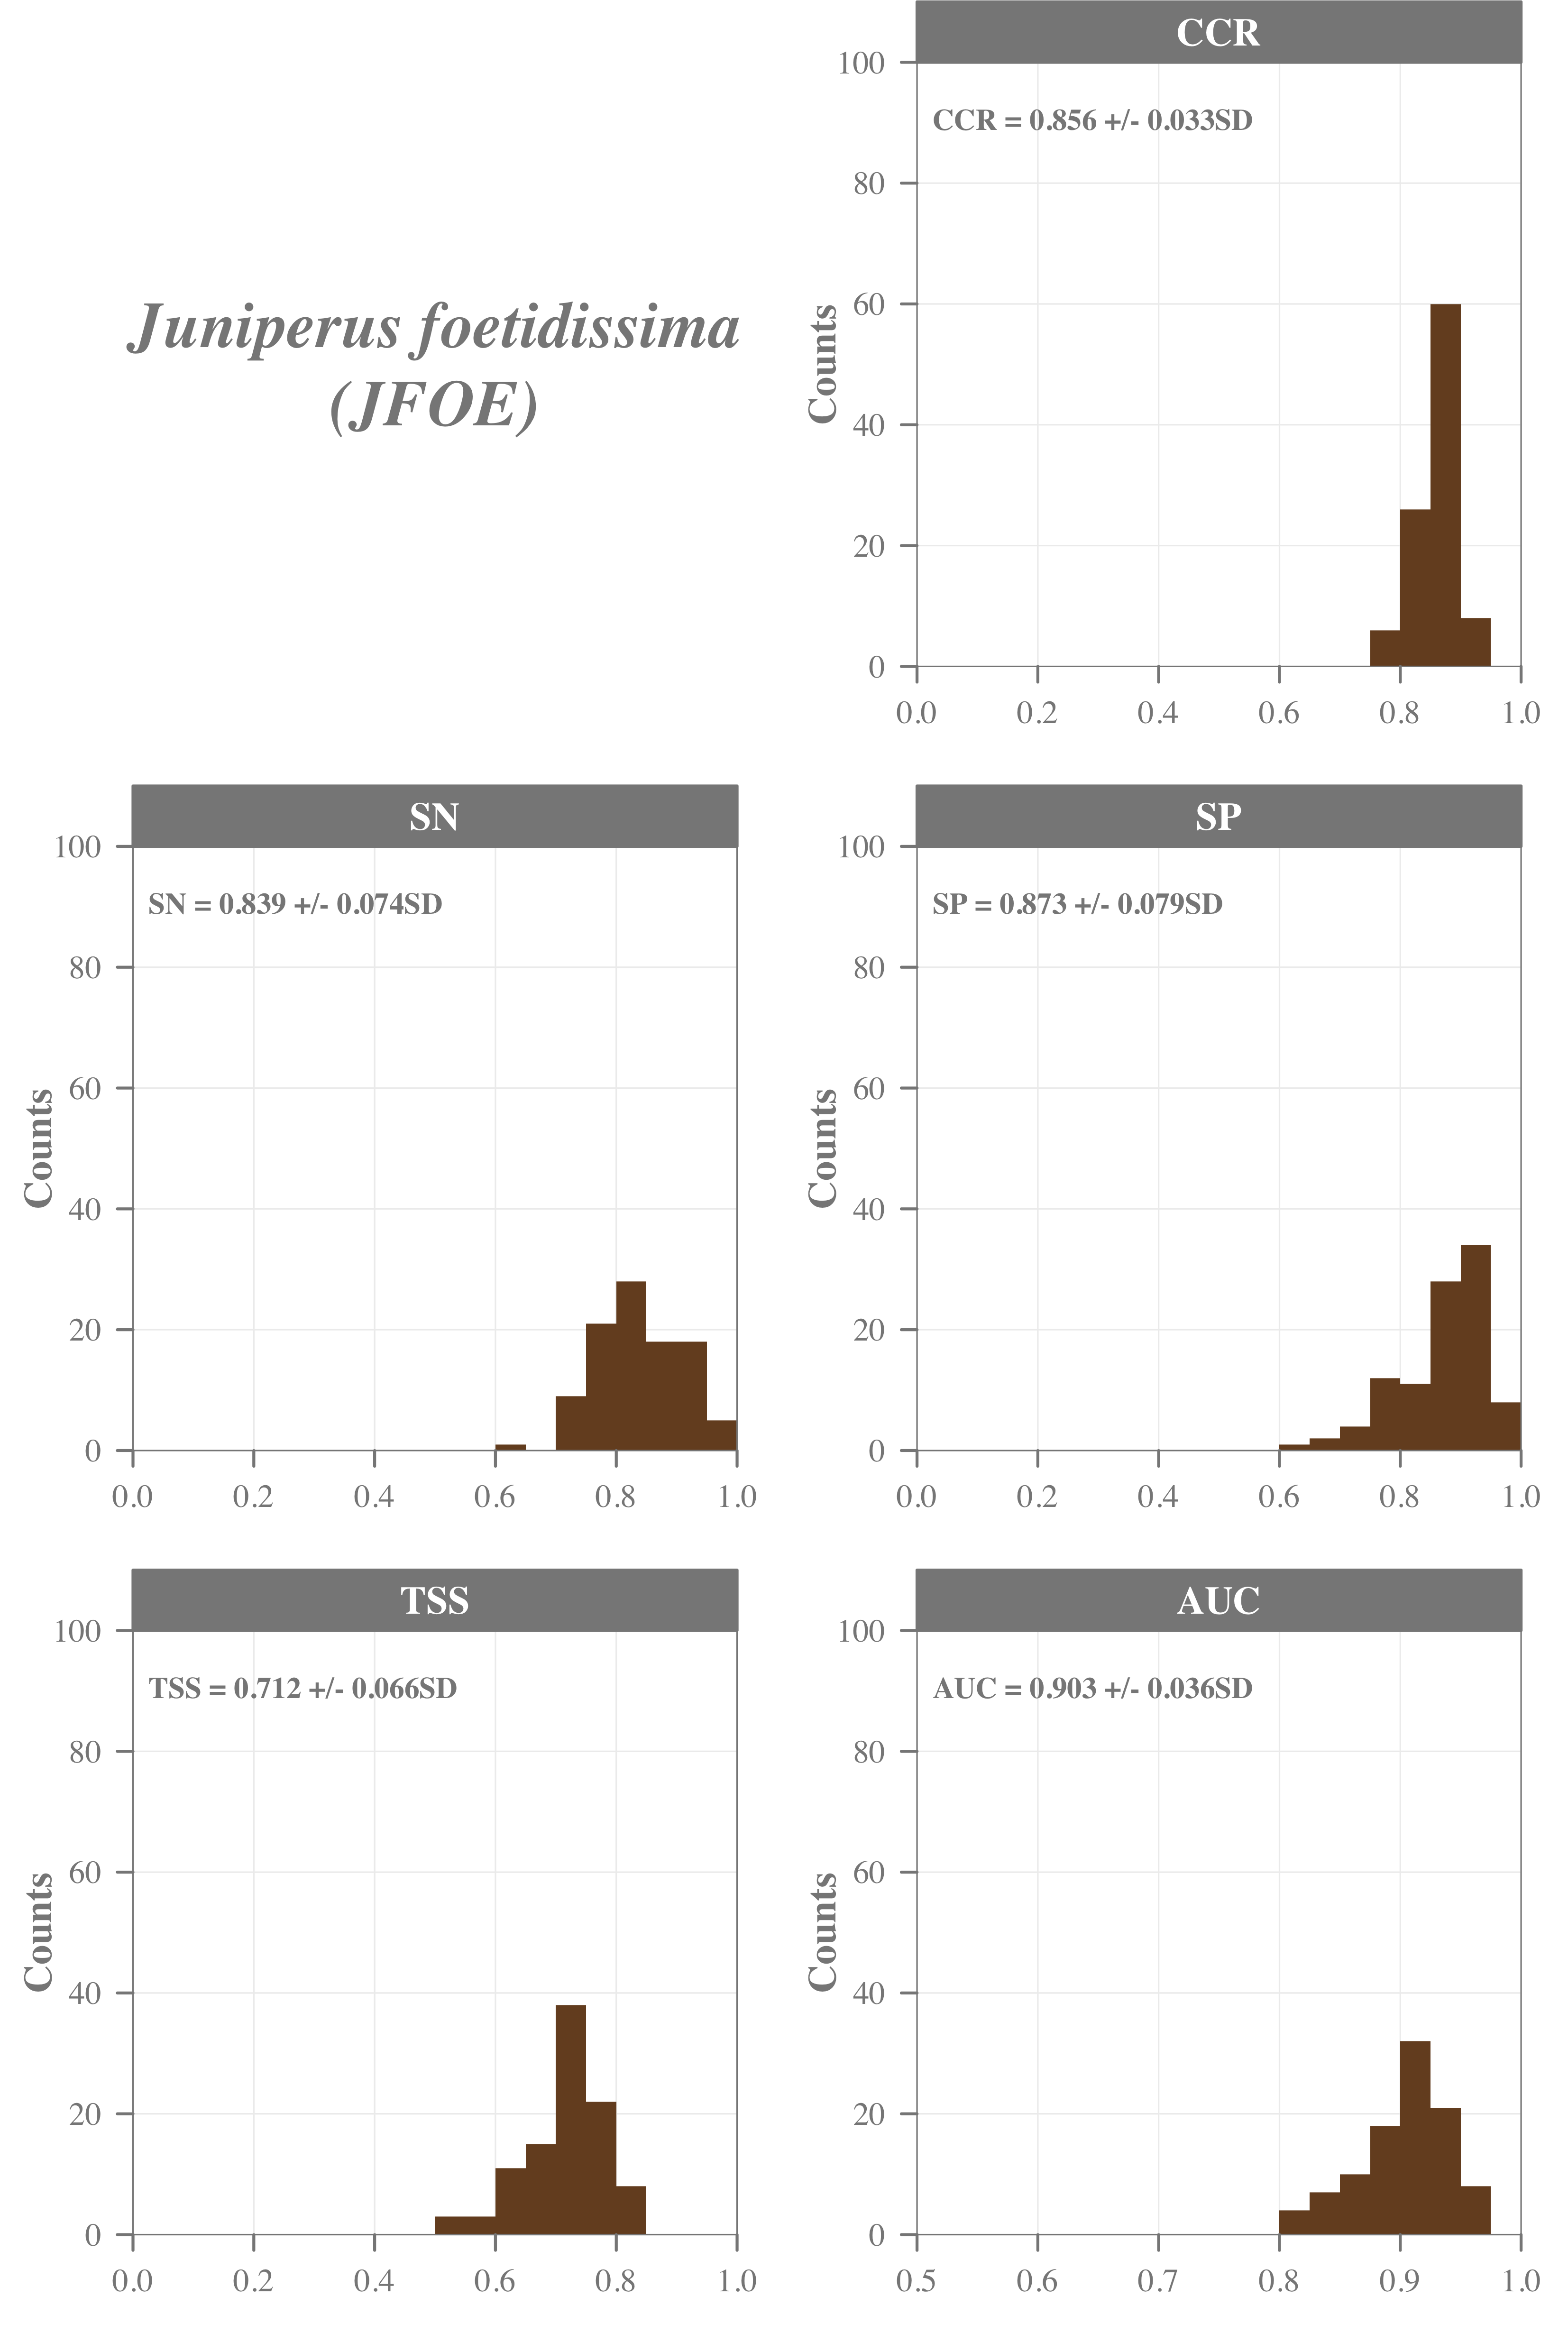 Juniperus foetidissima
(JFOE)
CCR
CCR = 0.856 +/- 0.033SD
Counts
100
80
60
40
20
0
0.0 0.2 0.4 0.6 0.8 1.0
SN
SN = 0.839 +/- 0.074SD
Counts
100
80
60
40
20
0
0.0 0.2 0.4 0.6 0.8 1.0
SP
SP = 0.873 +/- 0.079SD
Counts
100
80
60
40
20
0
0.0 0.2 0.4 0.6 0.8 1.0
TSS
TSS = 0.712 +/- 0.066SD
Counts
100
80
60
40
20
0
0.0 0.2 0.4 0.6 0.8 1.0
AUC
AUC = 0.903 +/- 0.036SD
Counts
100
80
60
40
20
0
0.5 0.6 0.7 0.8 0.9 1.0